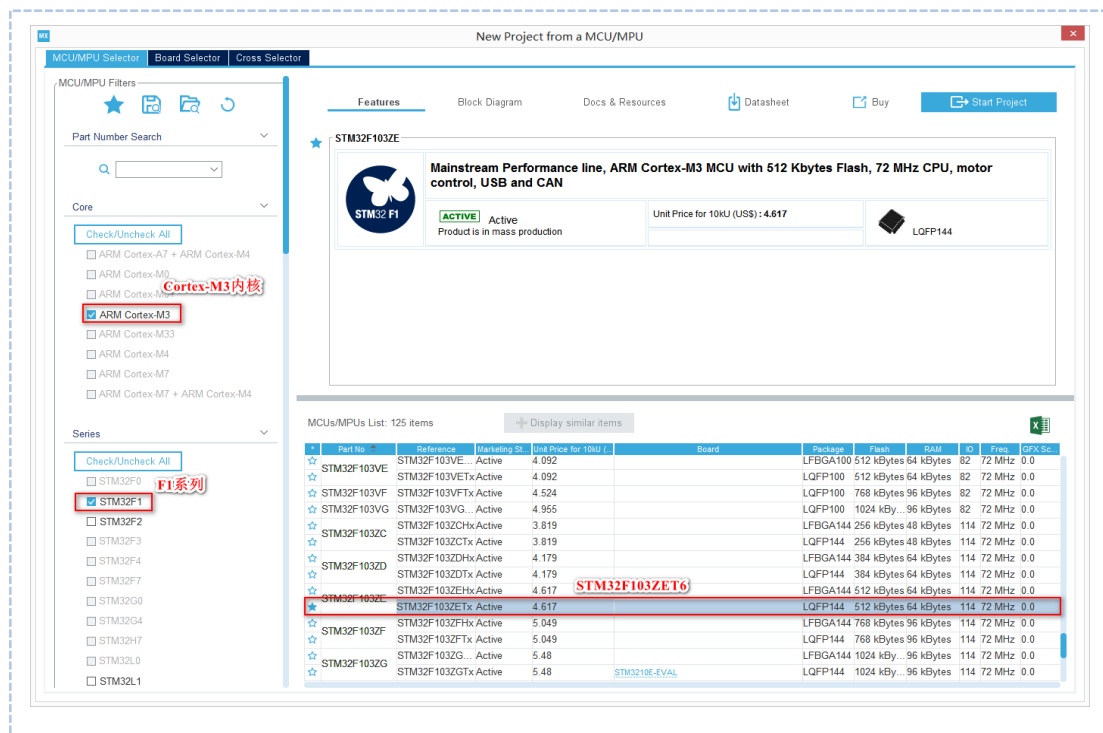 MX New Project from a MCU/MPU
MCU/MPU Selector Board Selector Cross Selector
MCU/MPU Filters
Part Number Search
Core
Check/Uncheck All
ARM Cortex-A7 + ARM Cortex-M4
ARM Cortex-M0
ARM Cortex-M0+
Cortex-M3内核
ARM Cortex-M3
ARM Cortex-M33
ARM Cortex-M4
ARM Cortex-M7
ARM Cortex-M7 + ARM Cortex-M4
Series
Check/Uncheck All
STM32F0
F1系列
STM32F1
STM32F2
STM32F3
STM32F4
STM32F7
STM32G0
STM32G4
STM32H7
STM32L0
STM32L1
Features Block Diagram Docs & Resources Datasheet Buy Start Project
STM32F103ZE
STM32 F1
Mainstream Performance line, ARM Cortex-M3 MCU with 512 Kbytes Flash, 72 MHz CPU, motor
control, USB and CAN
ACTIVE Active
Product is in mass production
Unit Price for 10kU (US$) : 4.617
LQFP144
MCUs/MPUs List: 125 items
Display similar items
* Part No Reference Marketing St... Unit Price for 10kU (... Board Package Flash RAM IO Freq. GFX Sc...
STM32F103VE STM32F103VE... Active 4.092 LFBGA100 512 kBytes 64 kBytes 82 72 MHz 0.0
STM32F103VETx Active 4.092 LQFP100 512 kBytes 64 kBytes 82 72 MHz 0.0
STM32F103VF STM32F103VFTx Active 4.524 LQFP100 768 kBytes 96 kBytes 82 72 MHz 0.0
STM32F103VG STM32F103VG... Active 4.955 LQFP100 1024 kBy... 96 kBytes 82 72 MHz 0.0
STM32F103ZC STM32F103ZCHx Active 3.819 LFBGA144 256 kBytes 48 kBytes 114 72 MHz 0.0
STM32F103ZCTx Active 3.819 LQFP144 256 kBytes 48 kBytes 114 72 MHz 0.0
STM32F103ZD STM32F103ZDHx Active 4.179 LFBGA144 384 kBytes 64 kBytes 114 72 MHz 0.0
STM32F103ZDTx Active 4.179 LQFP144 384 kBytes 64 kBytes 114 72 MHz 0.0
STM32F103ZE STM32F103ZEHx Active 4.617 LFBGA144 512 kBytes 64 kBytes 114 72 MHz 0.0
STM32F103ZET6
STM32F103ZETx Active 4.617 LQFP144 512 kBytes 64 kBytes 114 72 MHz 0.0
STM32F103ZF STM32F103ZFHx Active 5.049 LFBGA144 768 kBytes 96 kBytes 114 72 MHz 0.0
STM32F103ZFTx Active 5.049 LQFP144 768 kBytes 96 kBytes 114 72 MHz 0.0
STM32F103ZG STM32F103ZG... Active 5.48 LFBGA144 1024 kBy... 96 kBytes 114 72 MHz 0.0
STM32F103ZGTx Active 5.48 STM3210E-EVAL LQFP144 1024 kBy... 96 kBytes 114 72 MHz 0.0